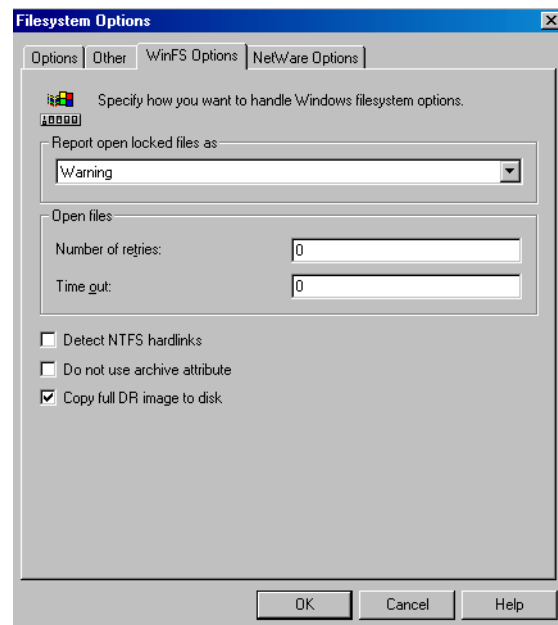 Filesystem Options
Options
Other
WinFS Options
NetWare Options
Specify how you want to handle Windows filesystem options.
Report open locked files as
Warning
Open files
Number of retries:
0
Time out:
0
Detect NTFS hardlinks
Do not use archive attribute
Copy full DR image to disk
OK
Cancel
Help